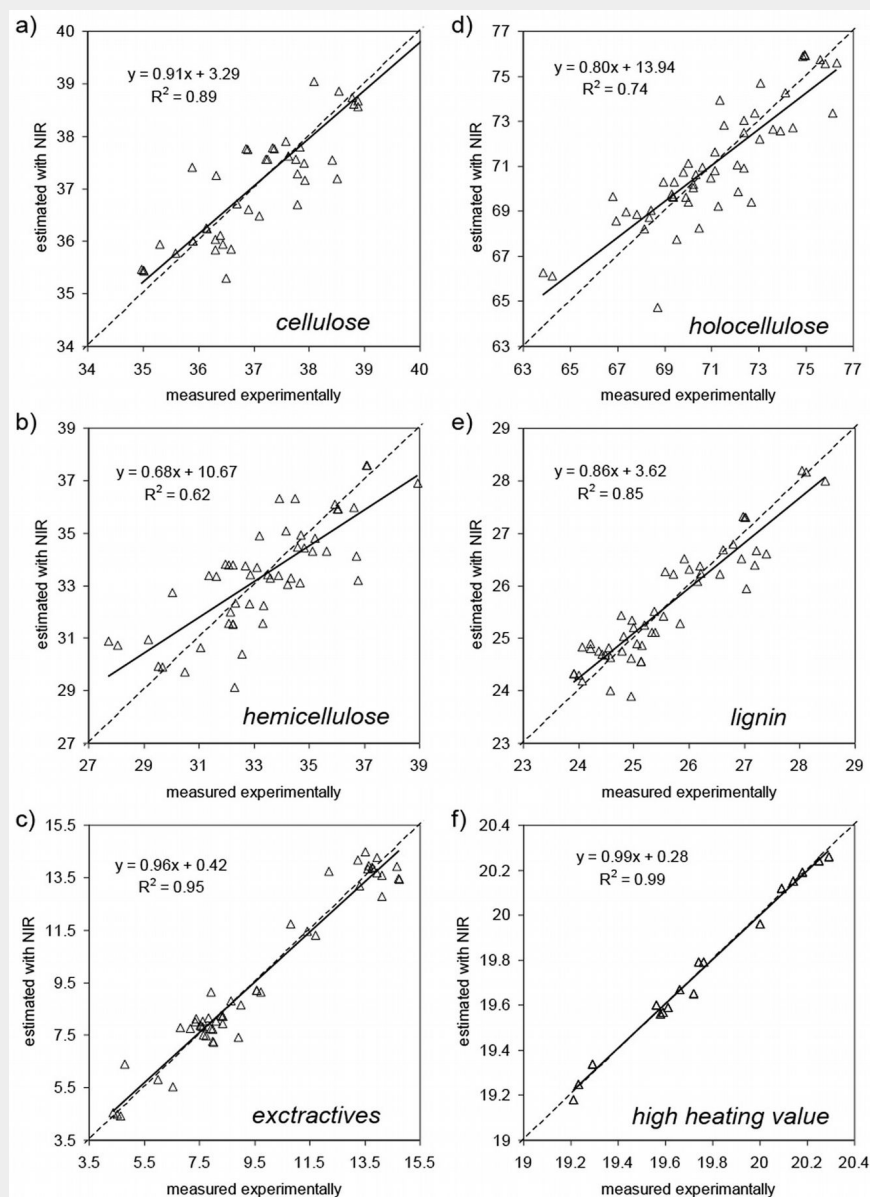 a)
40
39
38
37
36
35
34
y = 0.91x + 3.29
R² = 0.89
estimated with NIR
cellulose
34 35 36 37 38 39 40
measured experimentally
b)
39
37
35
33
31
29
27
y = 0.68x + 10.67
R² = 0.62
estimated with NIR
hemicellulose
27 29 31 33 35 37 39
measured experimentally
c)
15.5
13.5
11.5
9.5
7.5
5.5
3.5
y = 0.96x + 0.42
R² = 0.95
estimated with NIR
exctractives
3.5 5.5 7.5 9.5 11.5 13.5 15.5
measured experimentally
d)
77
75
73
71
69
67
65
63
y = 0.80x + 13.94
R² = 0.74
estimated with NIR
holocellulose
63 65 67 69 71 73 75 77
measured experimentally
e)
29
28
27
26
25
24
23
y = 0.86x + 3.62
R² = 0.85
estimated with NIR
lignin
23 24 25 26 27 28 29
measured experimentally
f)
20.4
20.2
20
19.8
19.6
19.4
19.2
19
y = 0.99x + 0.28
R² = 0.99
estimated with NIR
high heating value
19 19.2 19.4 19.6 19.8 20 20.2 20.4
measured experimentally